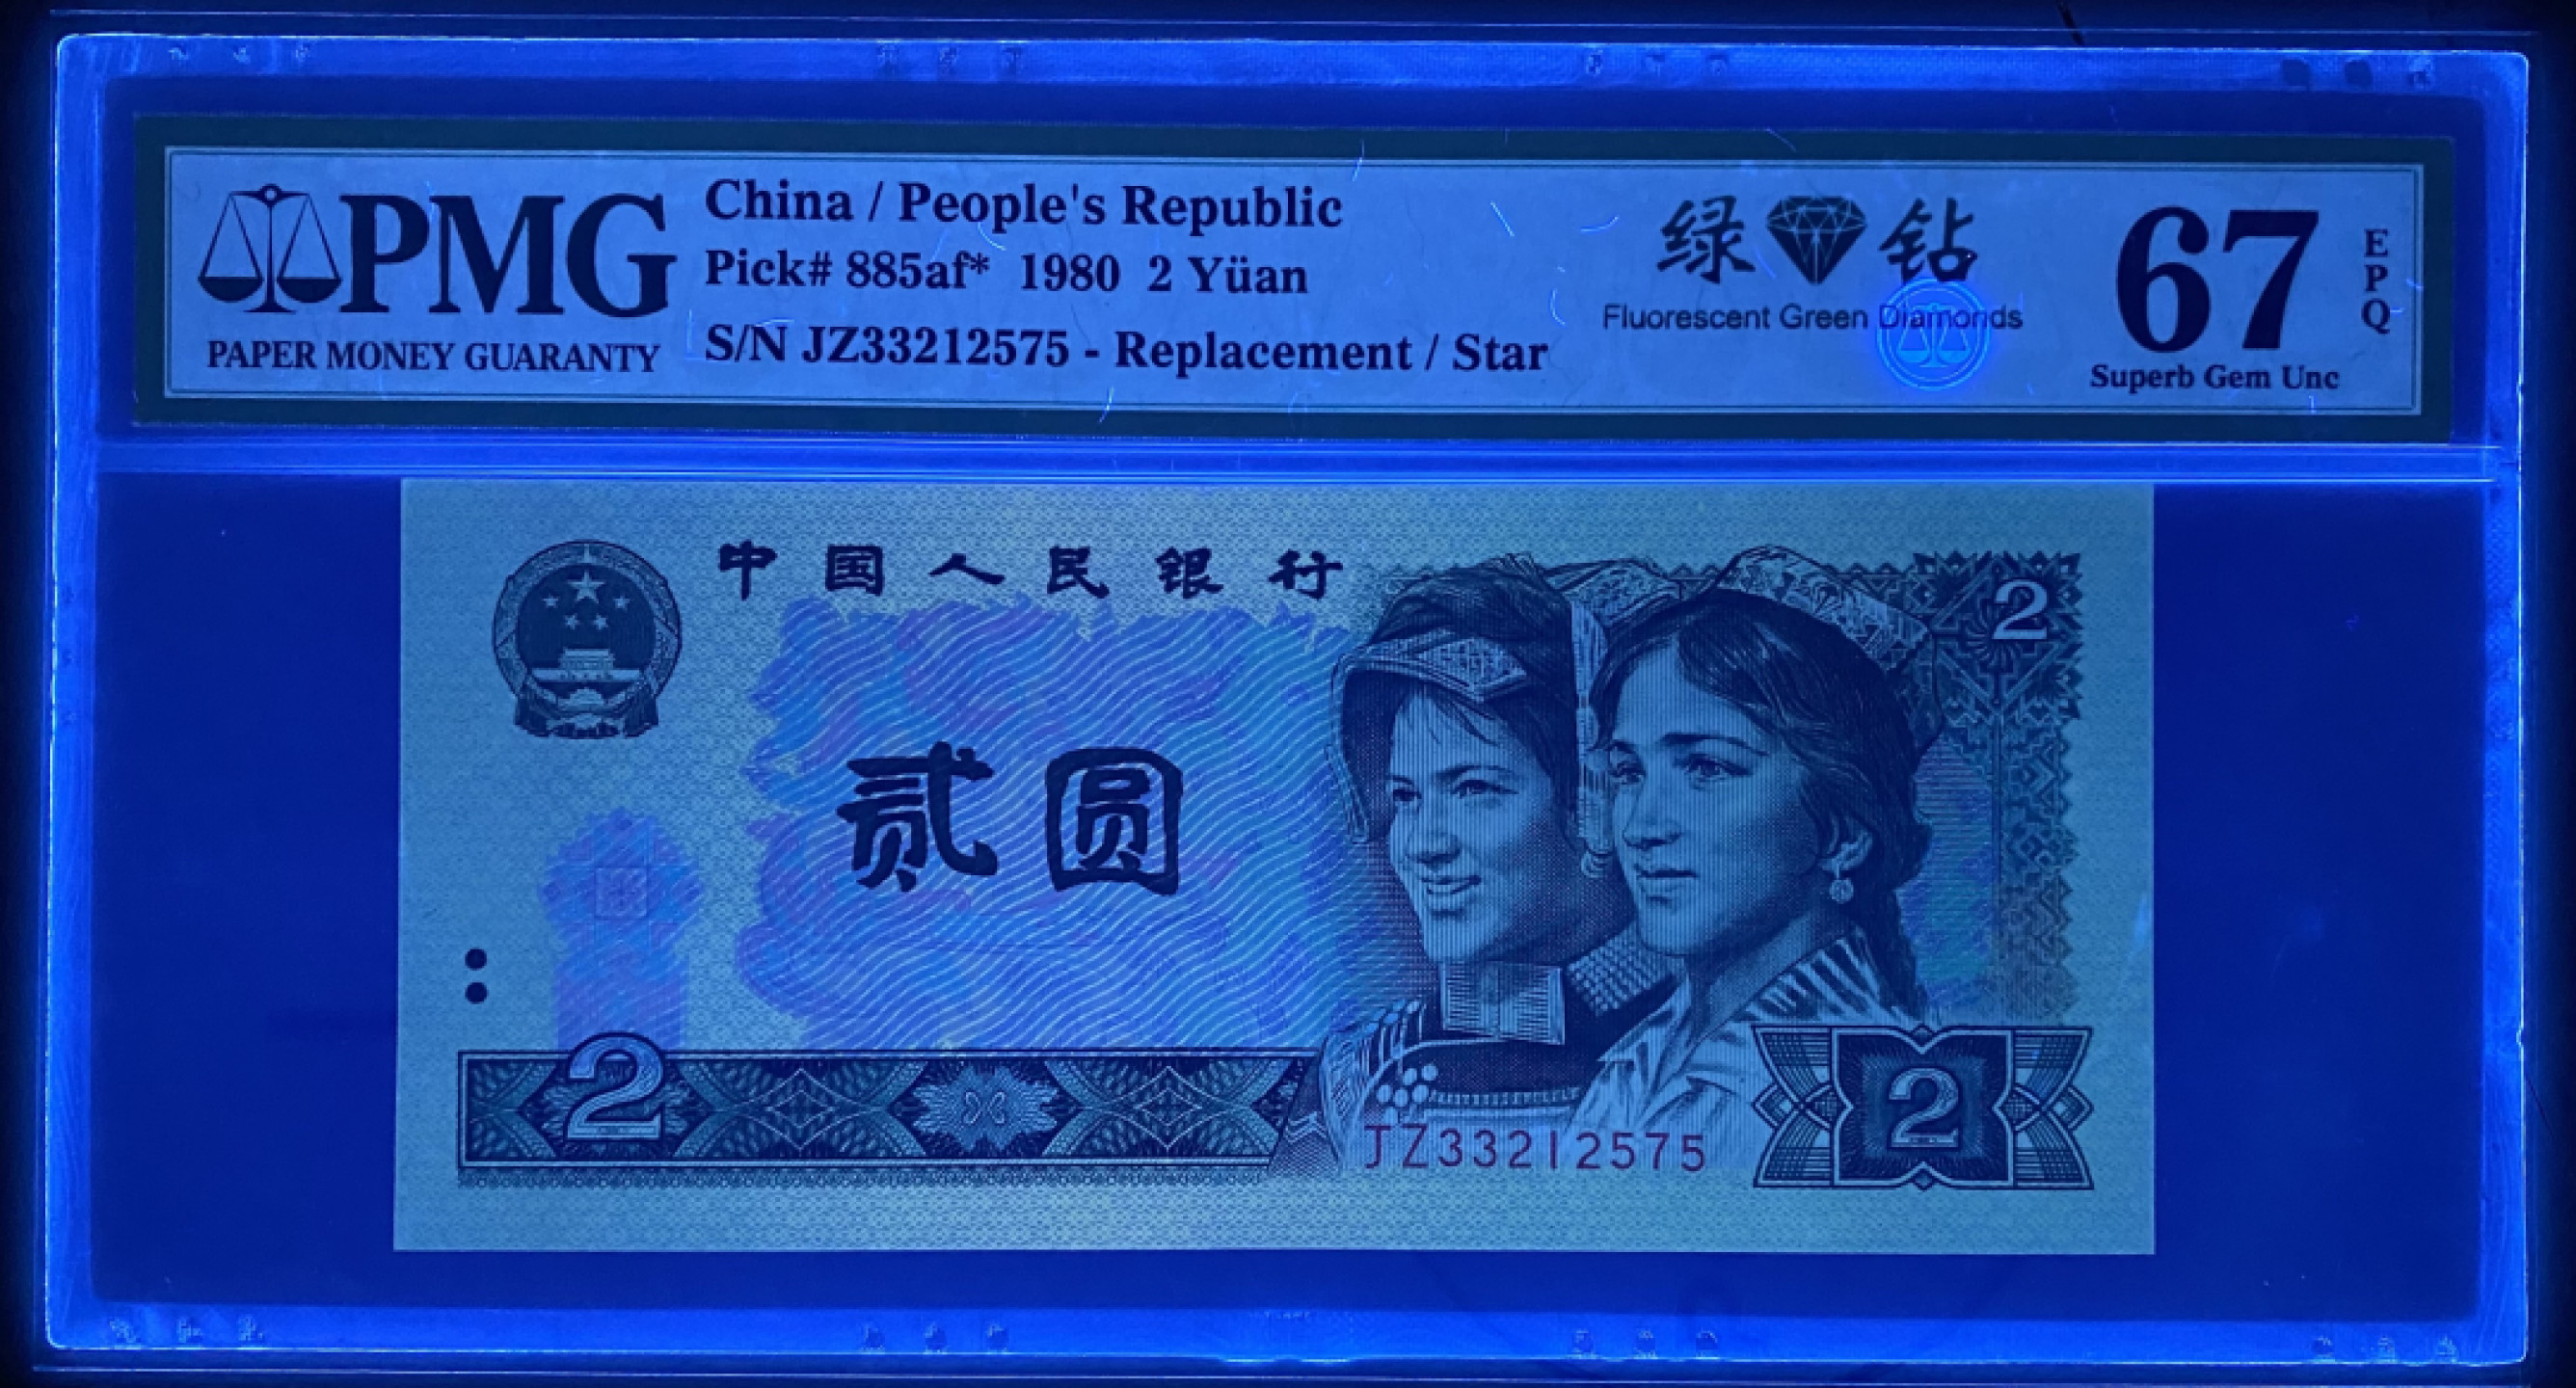 PMG
PAPER MONEY GUARANTY
China / People's Republic
Pick# 885af* 1980 2 Yüan
S/N JZ33212575 - Replacement / Star
绿 钻
Fluorescent Green Diamonds
67
EPQ
Superb Gem Unc
中国人民银行
2
贰圆
2
JZ33212575
2